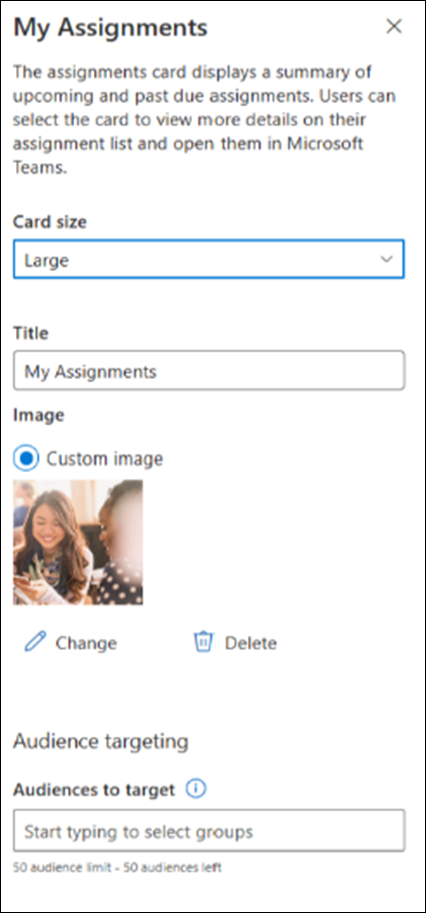 My Assignments
The assignments card displays a summary of
upcoming and past due assignments. Users can
select the card to view more details on their
assignment list and open them in Microsoft
Teams.
Card size
Large
Title
My Assignments
Image
Custom image
Change
Delete
Audience targeting
Audiences to target
Start typing to select groups
50 audience limit - 50 audiences left